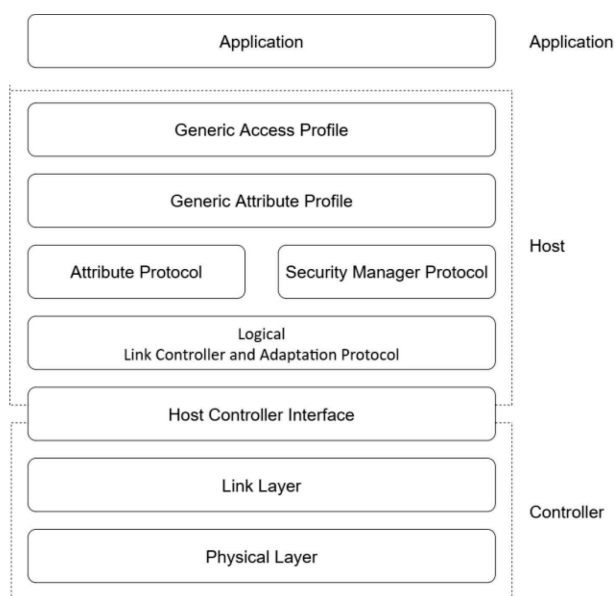 Application
Application
Generic Access Profile
Generic Attribute Profile
Host
Attribute Protocol
Security Manager Protocol
Logical
Link Controller and Adaptation Protocol
Host Controller Interface
Link Layer
Controller
Physical Layer